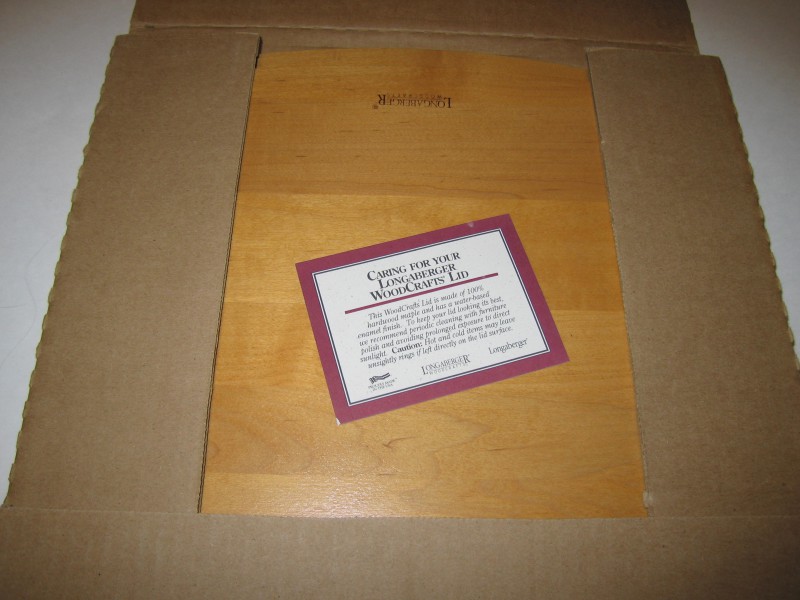 LONGABERGER®
WOODCRAFTS
CARING FOR YOUR
LONGABERGER
WOODCRAFTS® LID
This WoodCrafts Lid is made of 100%
hardwood maple and has a water-based
enamel finish. To keep your lid looking its best,
we recommend periodic cleaning with furniture
polish and avoiding prolonged exposure to direct
sunlight. Caution: Hot and cold items may leave
unsightly rings if left directly on the lid surface.
LONGABERGER®
WOODCRAFTS
Longaberger®